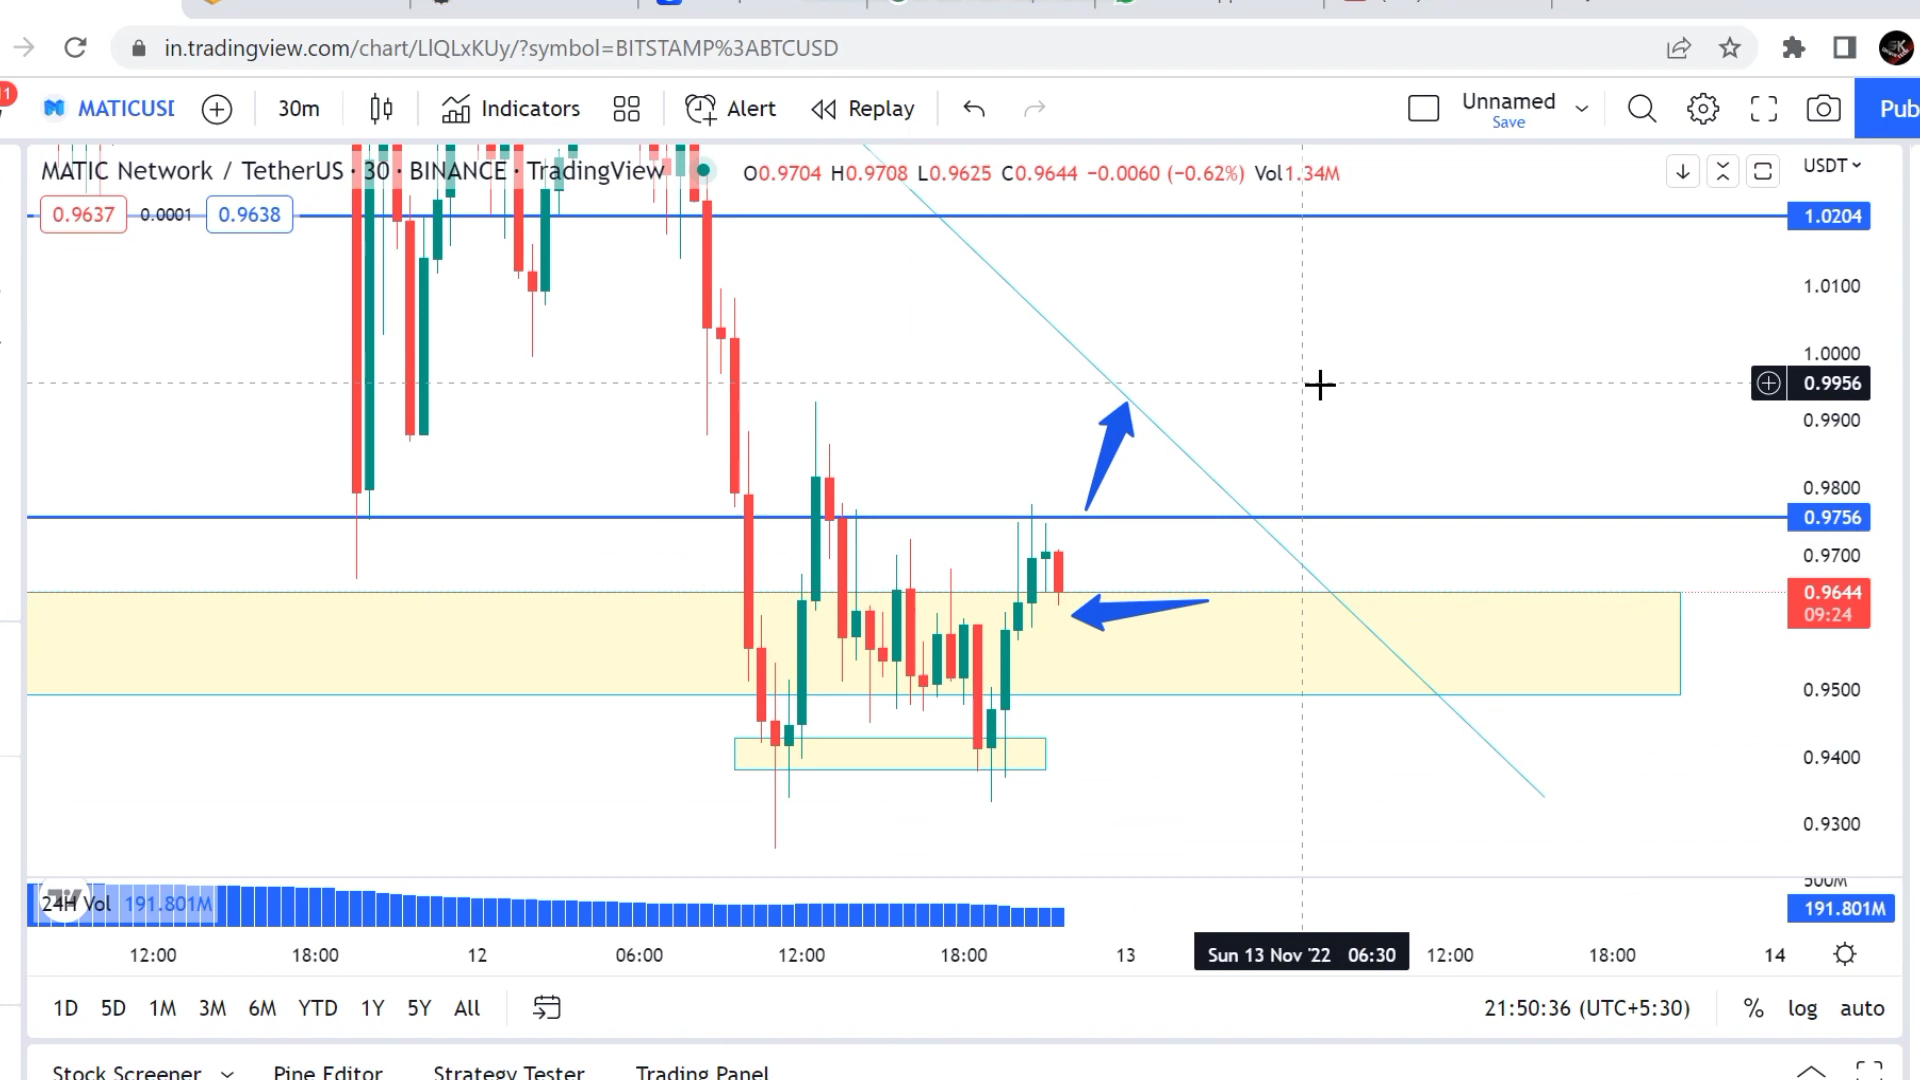 in.tradingview.com/chart/LlQLxKUy/?symbol=BITSTAMP%3ABTCUSD
11
MATICUSD
30m
Indicators
Alert
Replay
Unnamed
Save
Pub
MATIC Network / TetherUS · 30 · BINANCE · TradingView
O0.9704 H0.9708 L0.9625 C0.9644 −0.0060 (−0.62%) Vol1.34M
USDT
0.9637 0.0001 0.9638
1.0204
1.0100
1.0000
0.9956
0.9900
0.9800
0.9756
0.9700
0.9644
09:24
0.9500
0.9400
0.9300
500M
24H Vol 191.801M
191.801M
12:00 18:00 12 06:00 12:00 18:00 13 Sun 13 Nov '22 06:30 12:00 18:00 14
1D 5D 1M 3M 6M YTD 1Y 5Y All
21:50:36 (UTC+5:30) % log auto
Stock Screener Pine Editor Strategy Tester Trading Panel